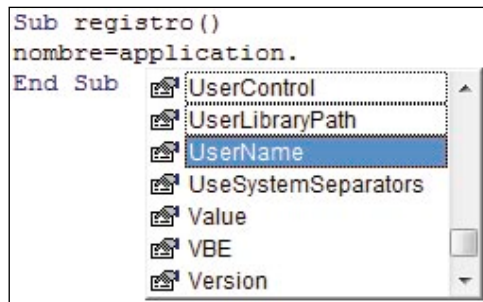 Sub registro()
nombre=application.
End Sub
UserControl
UserLibraryPath
UserName
UseSystemSeparators
Value
VBE
Version